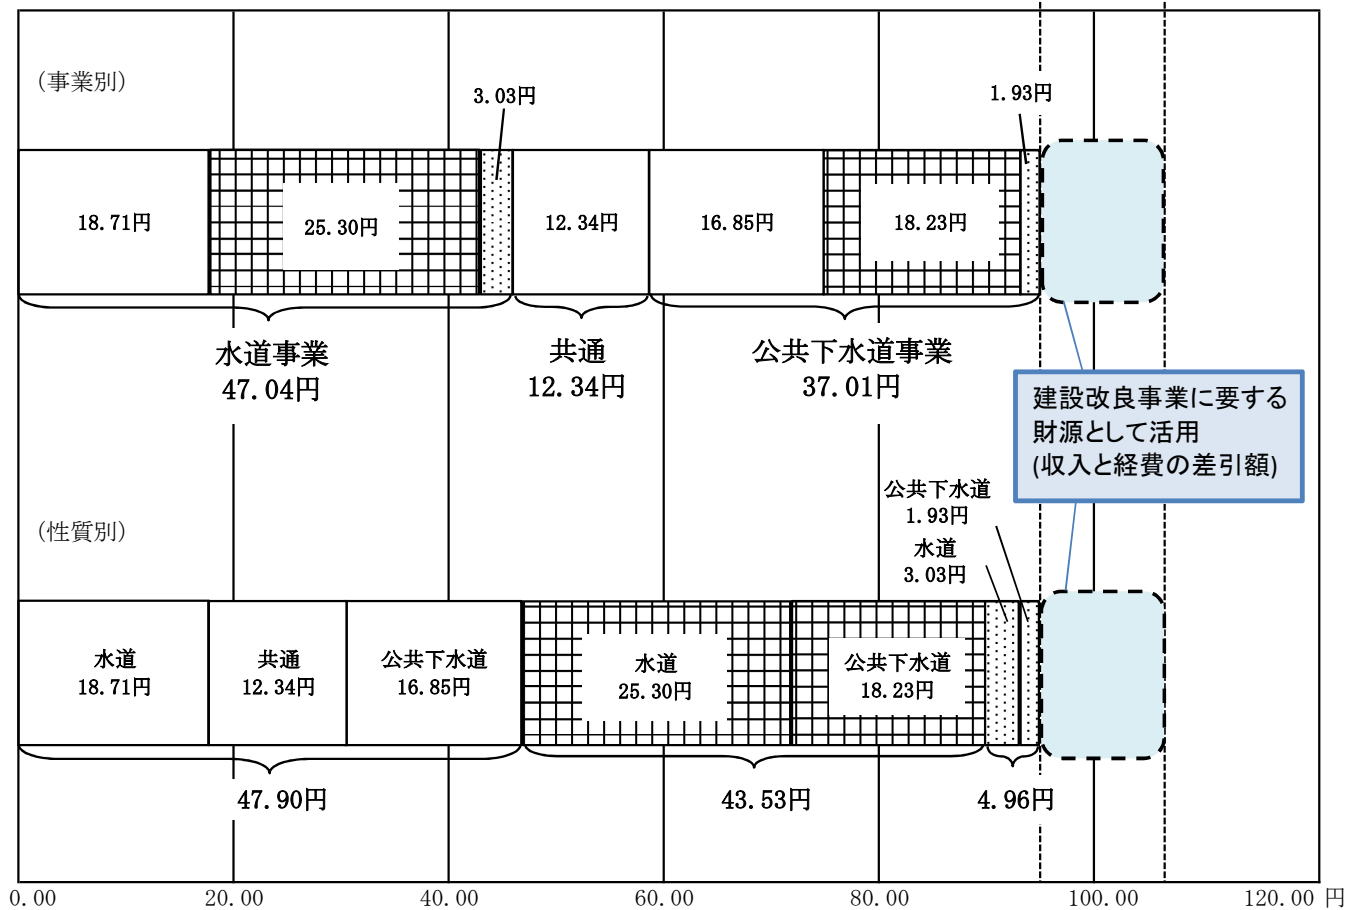 （事業別）
3.03円
1.93円
18.71円
25.30円
12.34円
16.85円
18.23円
水道事業
47.04円
共通
12.34円
公共下水道事業
37.01円
建設改良事業に要する
財源として活用
(収入と経費の差引額)
（性質別）
公共下水道
1.93円
水道
3.03円
水道
18.71円
共通
12.34円
公共下水道
16.85円
水道
25.30円
公共下水道
18.23円
47.90円
43.53円
4.96円
0.00 20.00 40.00 60.00 80.00 100.00 120.00 円